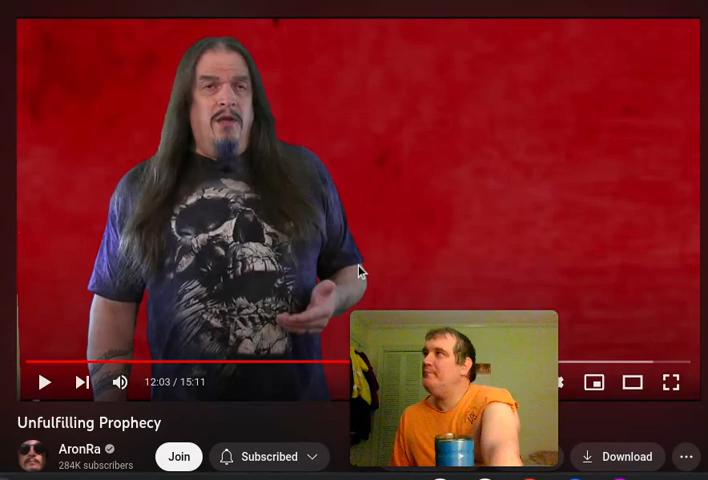 12:03 / 15:11
Unfulfilling Prophecy
AronRa
284K subscribers
Join
Subscribed
Download